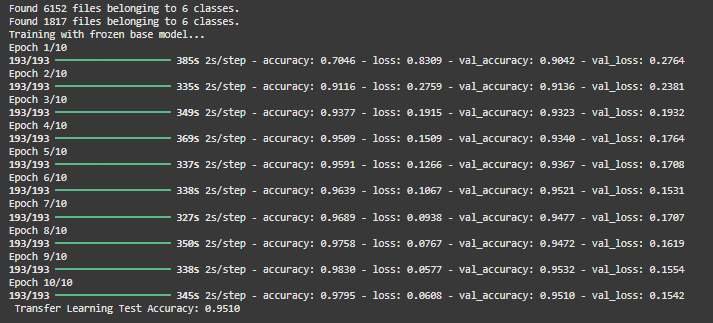 Found 6152 files belonging to 6 classes.
Found 1817 files belonging to 6 classes.
Training with frozen base model...
Epoch 1/10
193/193 ━━━━━━━━━━━━━━━━━━━━ 385s 2s/step - accuracy: 0.7046 - loss: 0.8309 - val_accuracy: 0.9042 - val_loss: 0.2764
Epoch 2/10
193/193 ━━━━━━━━━━━━━━━━━━━━ 335s 2s/step - accuracy: 0.9116 - loss: 0.2759 - val_accuracy: 0.9136 - val_loss: 0.2381
Epoch 3/10
193/193 ━━━━━━━━━━━━━━━━━━━━ 349s 2s/step - accuracy: 0.9377 - loss: 0.1915 - val_accuracy: 0.9323 - val_loss: 0.1932
Epoch 4/10
193/193 ━━━━━━━━━━━━━━━━━━━━ 369s 2s/step - accuracy: 0.9509 - loss: 0.1509 - val_accuracy: 0.9340 - val_loss: 0.1764
Epoch 5/10
193/193 ━━━━━━━━━━━━━━━━━━━━ 337s 2s/step - accuracy: 0.9591 - loss: 0.1266 - val_accuracy: 0.9367 - val_loss: 0.1708
Epoch 6/10
193/193 ━━━━━━━━━━━━━━━━━━━━ 338s 2s/step - accuracy: 0.9639 - loss: 0.1067 - val_accuracy: 0.9521 - val_loss: 0.1531
Epoch 7/10
193/193 ━━━━━━━━━━━━━━━━━━━━ 327s 2s/step - accuracy: 0.9689 - loss: 0.0938 - val_accuracy: 0.9477 - val_loss: 0.1707
Epoch 8/10
193/193 ━━━━━━━━━━━━━━━━━━━━ 350s 2s/step - accuracy: 0.9758 - loss: 0.0767 - val_accuracy: 0.9472 - val_loss: 0.1619
Epoch 9/10
193/193 ━━━━━━━━━━━━━━━━━━━━ 338s 2s/step - accuracy: 0.9830 - loss: 0.0577 - val_accuracy: 0.9532 - val_loss: 0.1554
Epoch 10/10
193/193 ━━━━━━━━━━━━━━━━━━━━ 345s 2s/step - accuracy: 0.9795 - loss: 0.0608 - val_accuracy: 0.9510 - val_loss: 0.1542
Transfer Learning Test Accuracy: 0.9510